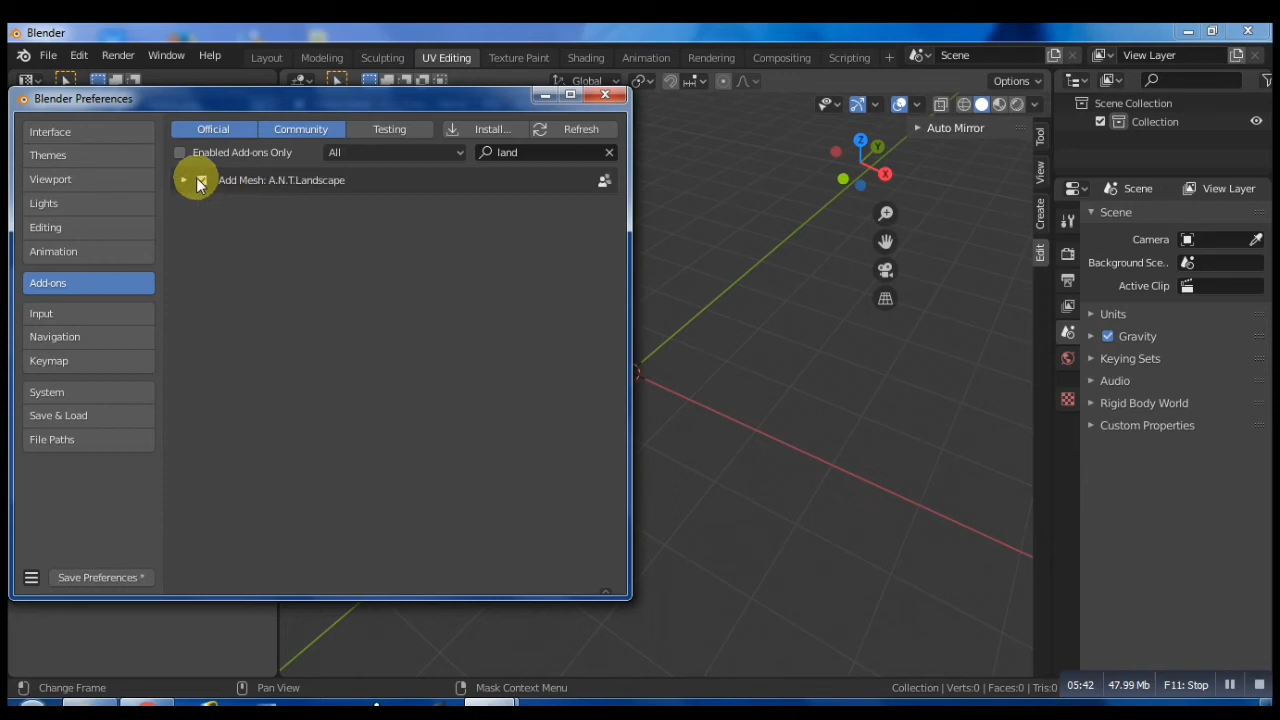 Blender
File Edit Render Window Help Layout Modeling Sculpting UV Editing Texture Paint Shading Animation Rendering Compositing Scripting + Scene View Layer
Global Options
Blender Preferences
Interface
Themes
Viewport
Lights
Editing
Animation
Add-ons
Input
Navigation
Keymap
System
Save & Load
File Paths
Save Preferences *
Official Community Testing Install... Refresh
Enabled Add-ons Only All land
Add Mesh: A.N.T.Landscape
Auto Mirror
Z
Y
X
Tool
View
Create
Edit
Scene Collection
Collection
Scene View Layer
Scene
Camera
Background Sce..
Active Clip
Units
Gravity
Keying Sets
Audio
Rigid Body World
Custom Properties
Change Frame Pan View Mask Context Menu Collection | Verts:0 | Faces:0 | Tris:0
05:42 47.99 Mb F11: Stop